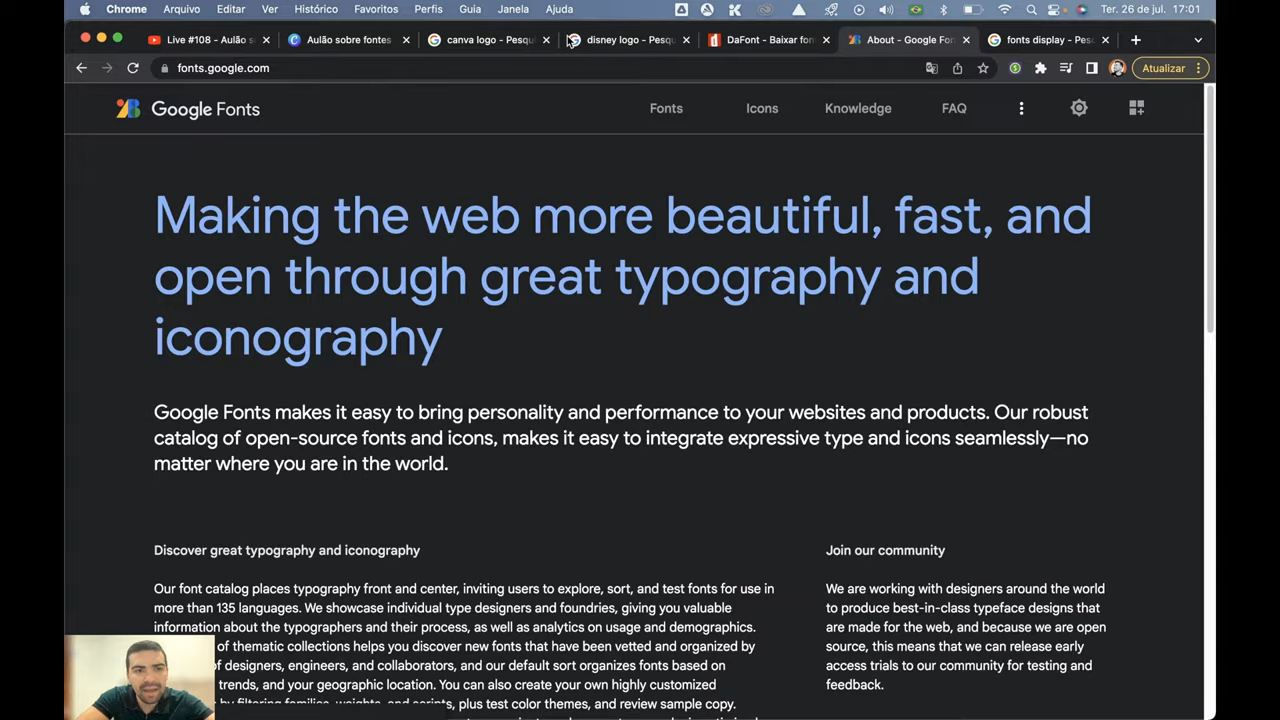 Chrome Arquivo Editar Ver Histórico Favoritos Perfis Guia Janela Ajuda Ter. 26 de jul. 17:01
Live #108 - Aulão s
Aulão sobre fontes
canva logo - Pesqu
disney logo - Pesqu
DaFont - Baixar fon
About - Google Fon
fonts display - Pesc
fonts.google.com
Atualizar
Google Fonts
Fonts Icons Knowledge FAQ
Making the web more beautiful, fast, and
open through great typography and
iconography
Google Fonts makes it easy to bring personality and performance to your websites and products. Our robust
catalog of open-source fonts and icons, makes it easy to integrate expressive type and icons seamlessly—no
matter where you are in the world.
Discover great typography and iconography
Our font catalog places typography front and center, inviting users to explore, sort, and test fonts for use in
more than 135 languages. We showcase individual type designers and foundries, giving you valuable
information about the typographers and their process, as well as analytics on usage and demographics.
of thematic collections helps you discover new fonts that have been vetted and organized by
of designers, engineers, and collaborators, and our default sort organizes fonts based on
trends, and your geographic location. You can also create your own highly customized
by filtering families, weights, and scripts, plus test color themes, and review sample copy.
Join our community
We are working with designers around the world
to produce best-in-class typeface designs that
are made for the web, and because we are open
source, this means that we can release early
access trials to our community for testing and
feedback.